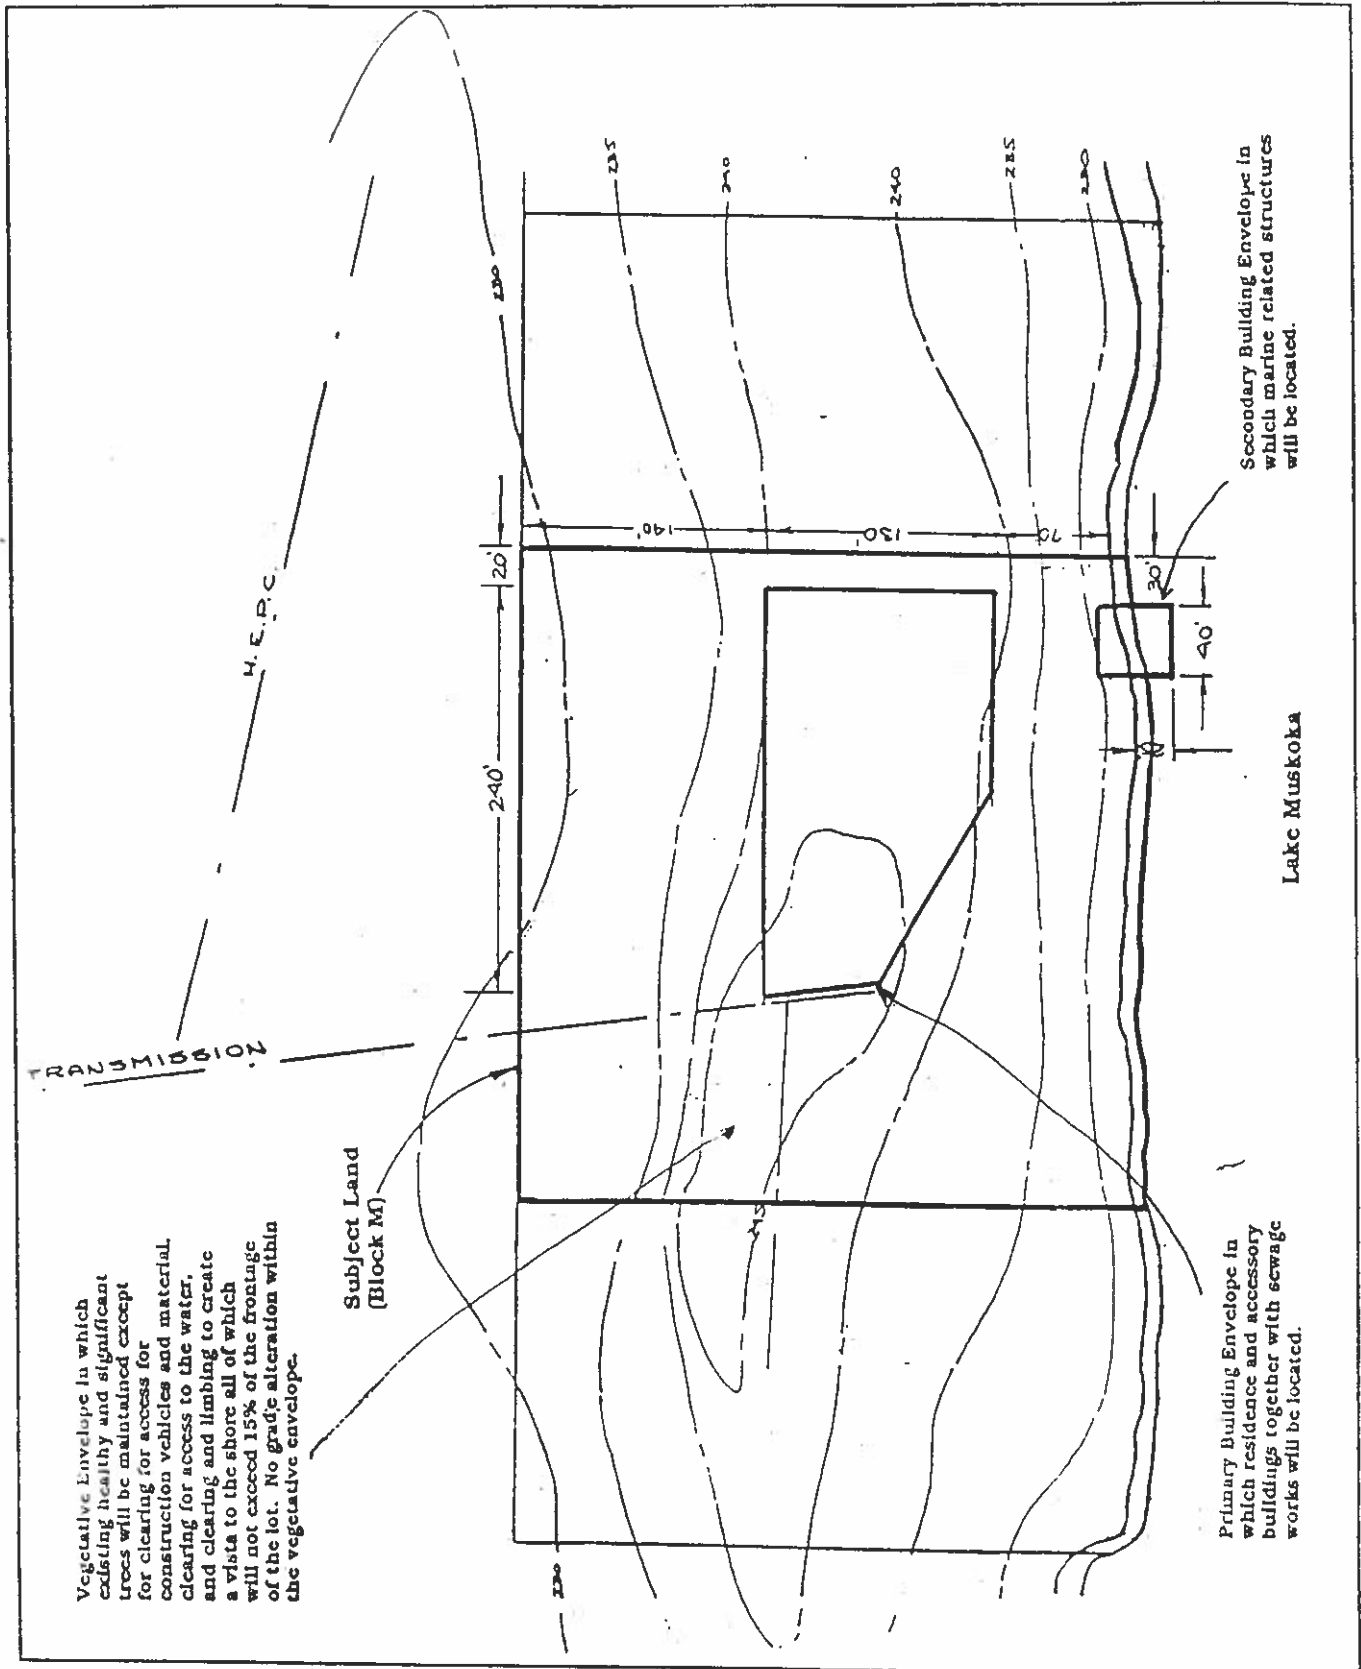 Vegetative Envelope in which
existing healthy and significant
trees will be maintained except
for clearing for access for
construction vehicles and material,
clearing for access to the water,
and clearing and limbing to create
a vista to the shore all of which
will not exceed 15% of the frontage
of the lot. No grade alteration within
the vegetative envelope.
Subject Land
(Block M)
TRANSMISSION
H.E.P.C.
240'
20'
140'
130
70
30'
40'
230
235
240
240
235
230
245
230
Primary Building Envelope in
which residence and accessory
buildings together with sewage
works will be located.
Lake Muskoka
Secondary Building Envelope in
which marine related structures
will be located.